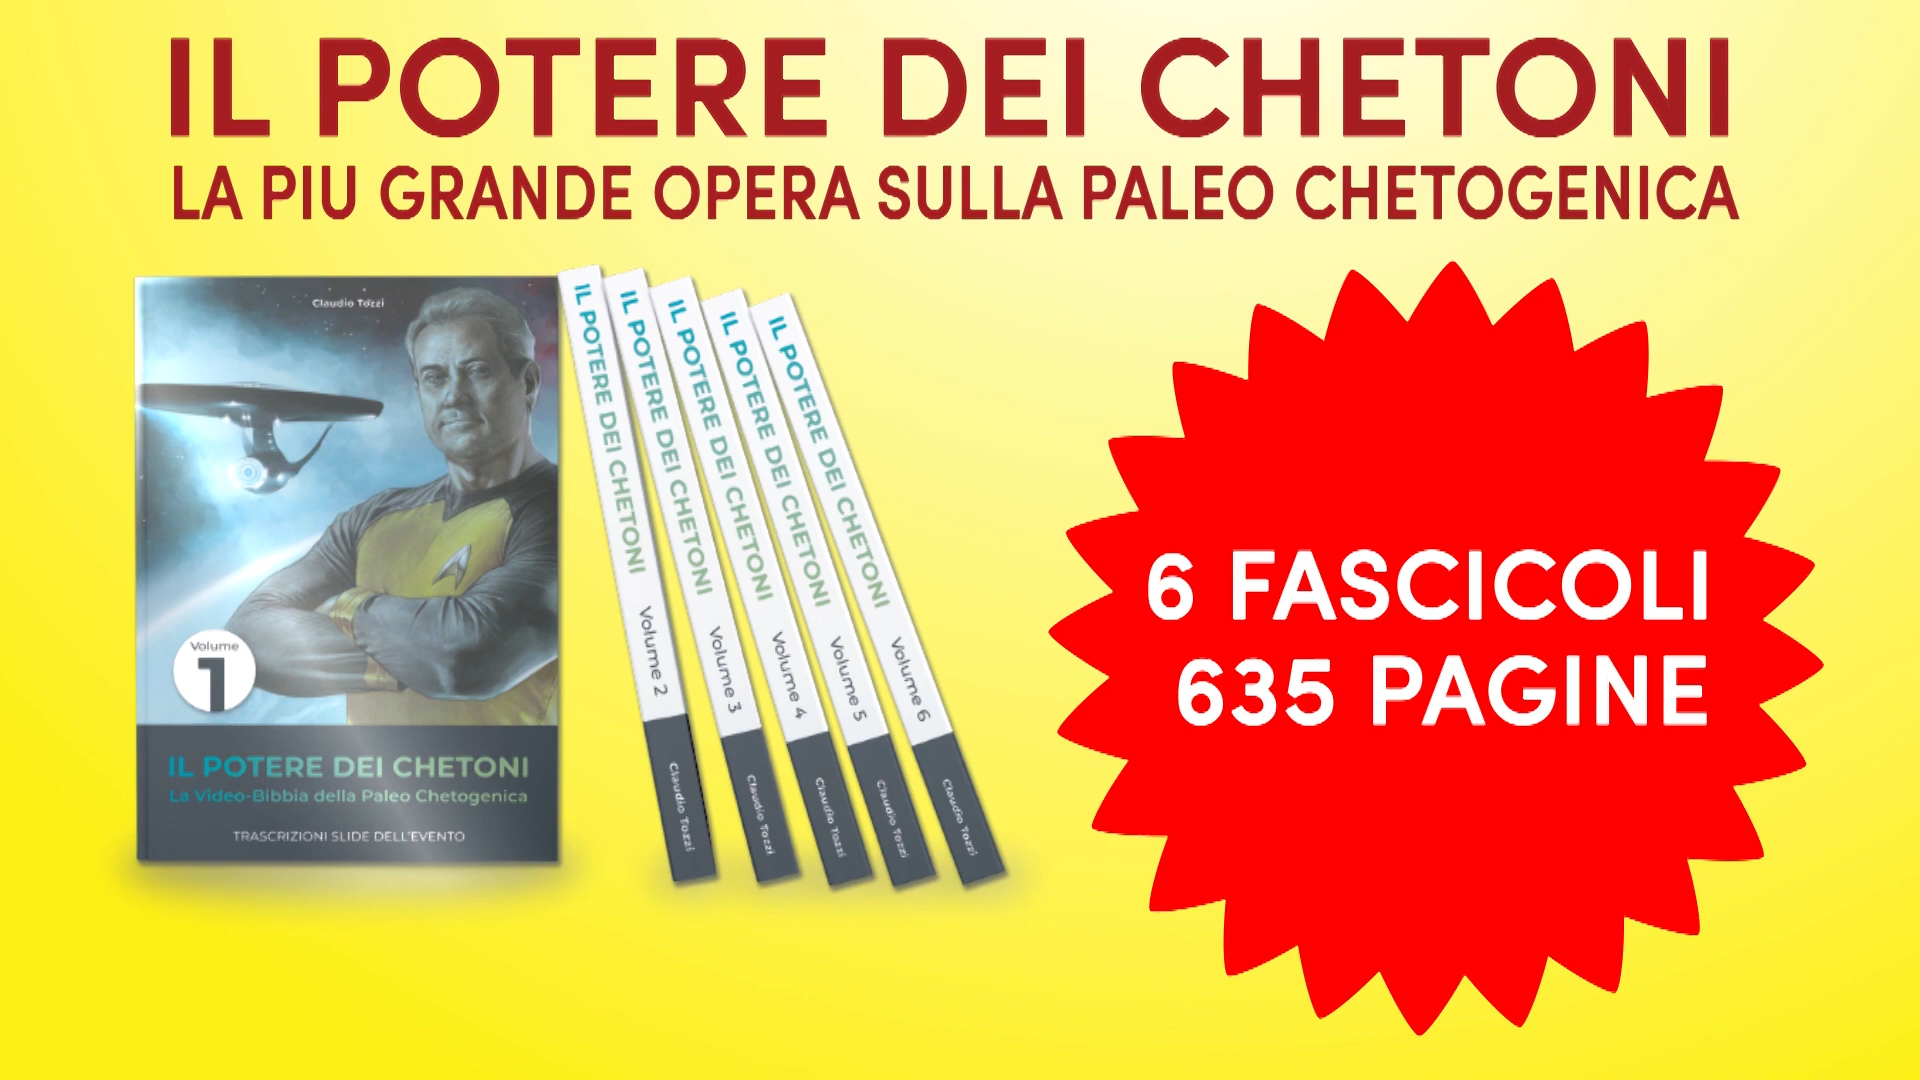 IL POTERE DEI CHETONI
LA PIU GRANDE OPERA SULLA PALEO CHETOGENICA
Claudio Tozzi
Volume
1
IL POTERE DEI CHETONI
La Video-Bibbia della Paleo Chetogenica
TRASCRIZIONI SLIDE DELL'EVENTO
IL POTERE DEI CHETONI Volume 2 Claudio Tozzi
IL POTERE DEI CHETONI Volume 3 Claudio Tozzi
IL POTERE DEI CHETONI Volume 4 Claudio Tozzi
IL POTERE DEI CHETONI Volume 5 Claudio Tozzi
IL POTERE DEI CHETONI Volume 6 Claudio Tozzi
6 FASCICOLI
635 PAGINE